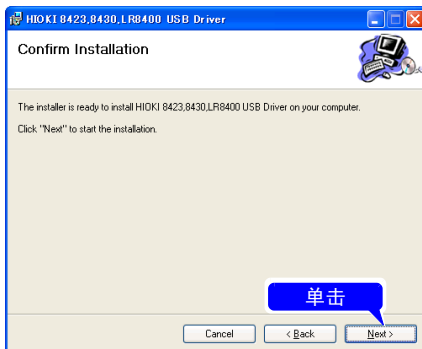 HIOKI 8423,8430,LR8400 USB Driver
Confirm Installation
The installer is ready to install HIOKI 8423,8430,LR8400 USB Driver on your computer.
Click "Next" to start the installation.
单击
Cancel
< Back
Next >